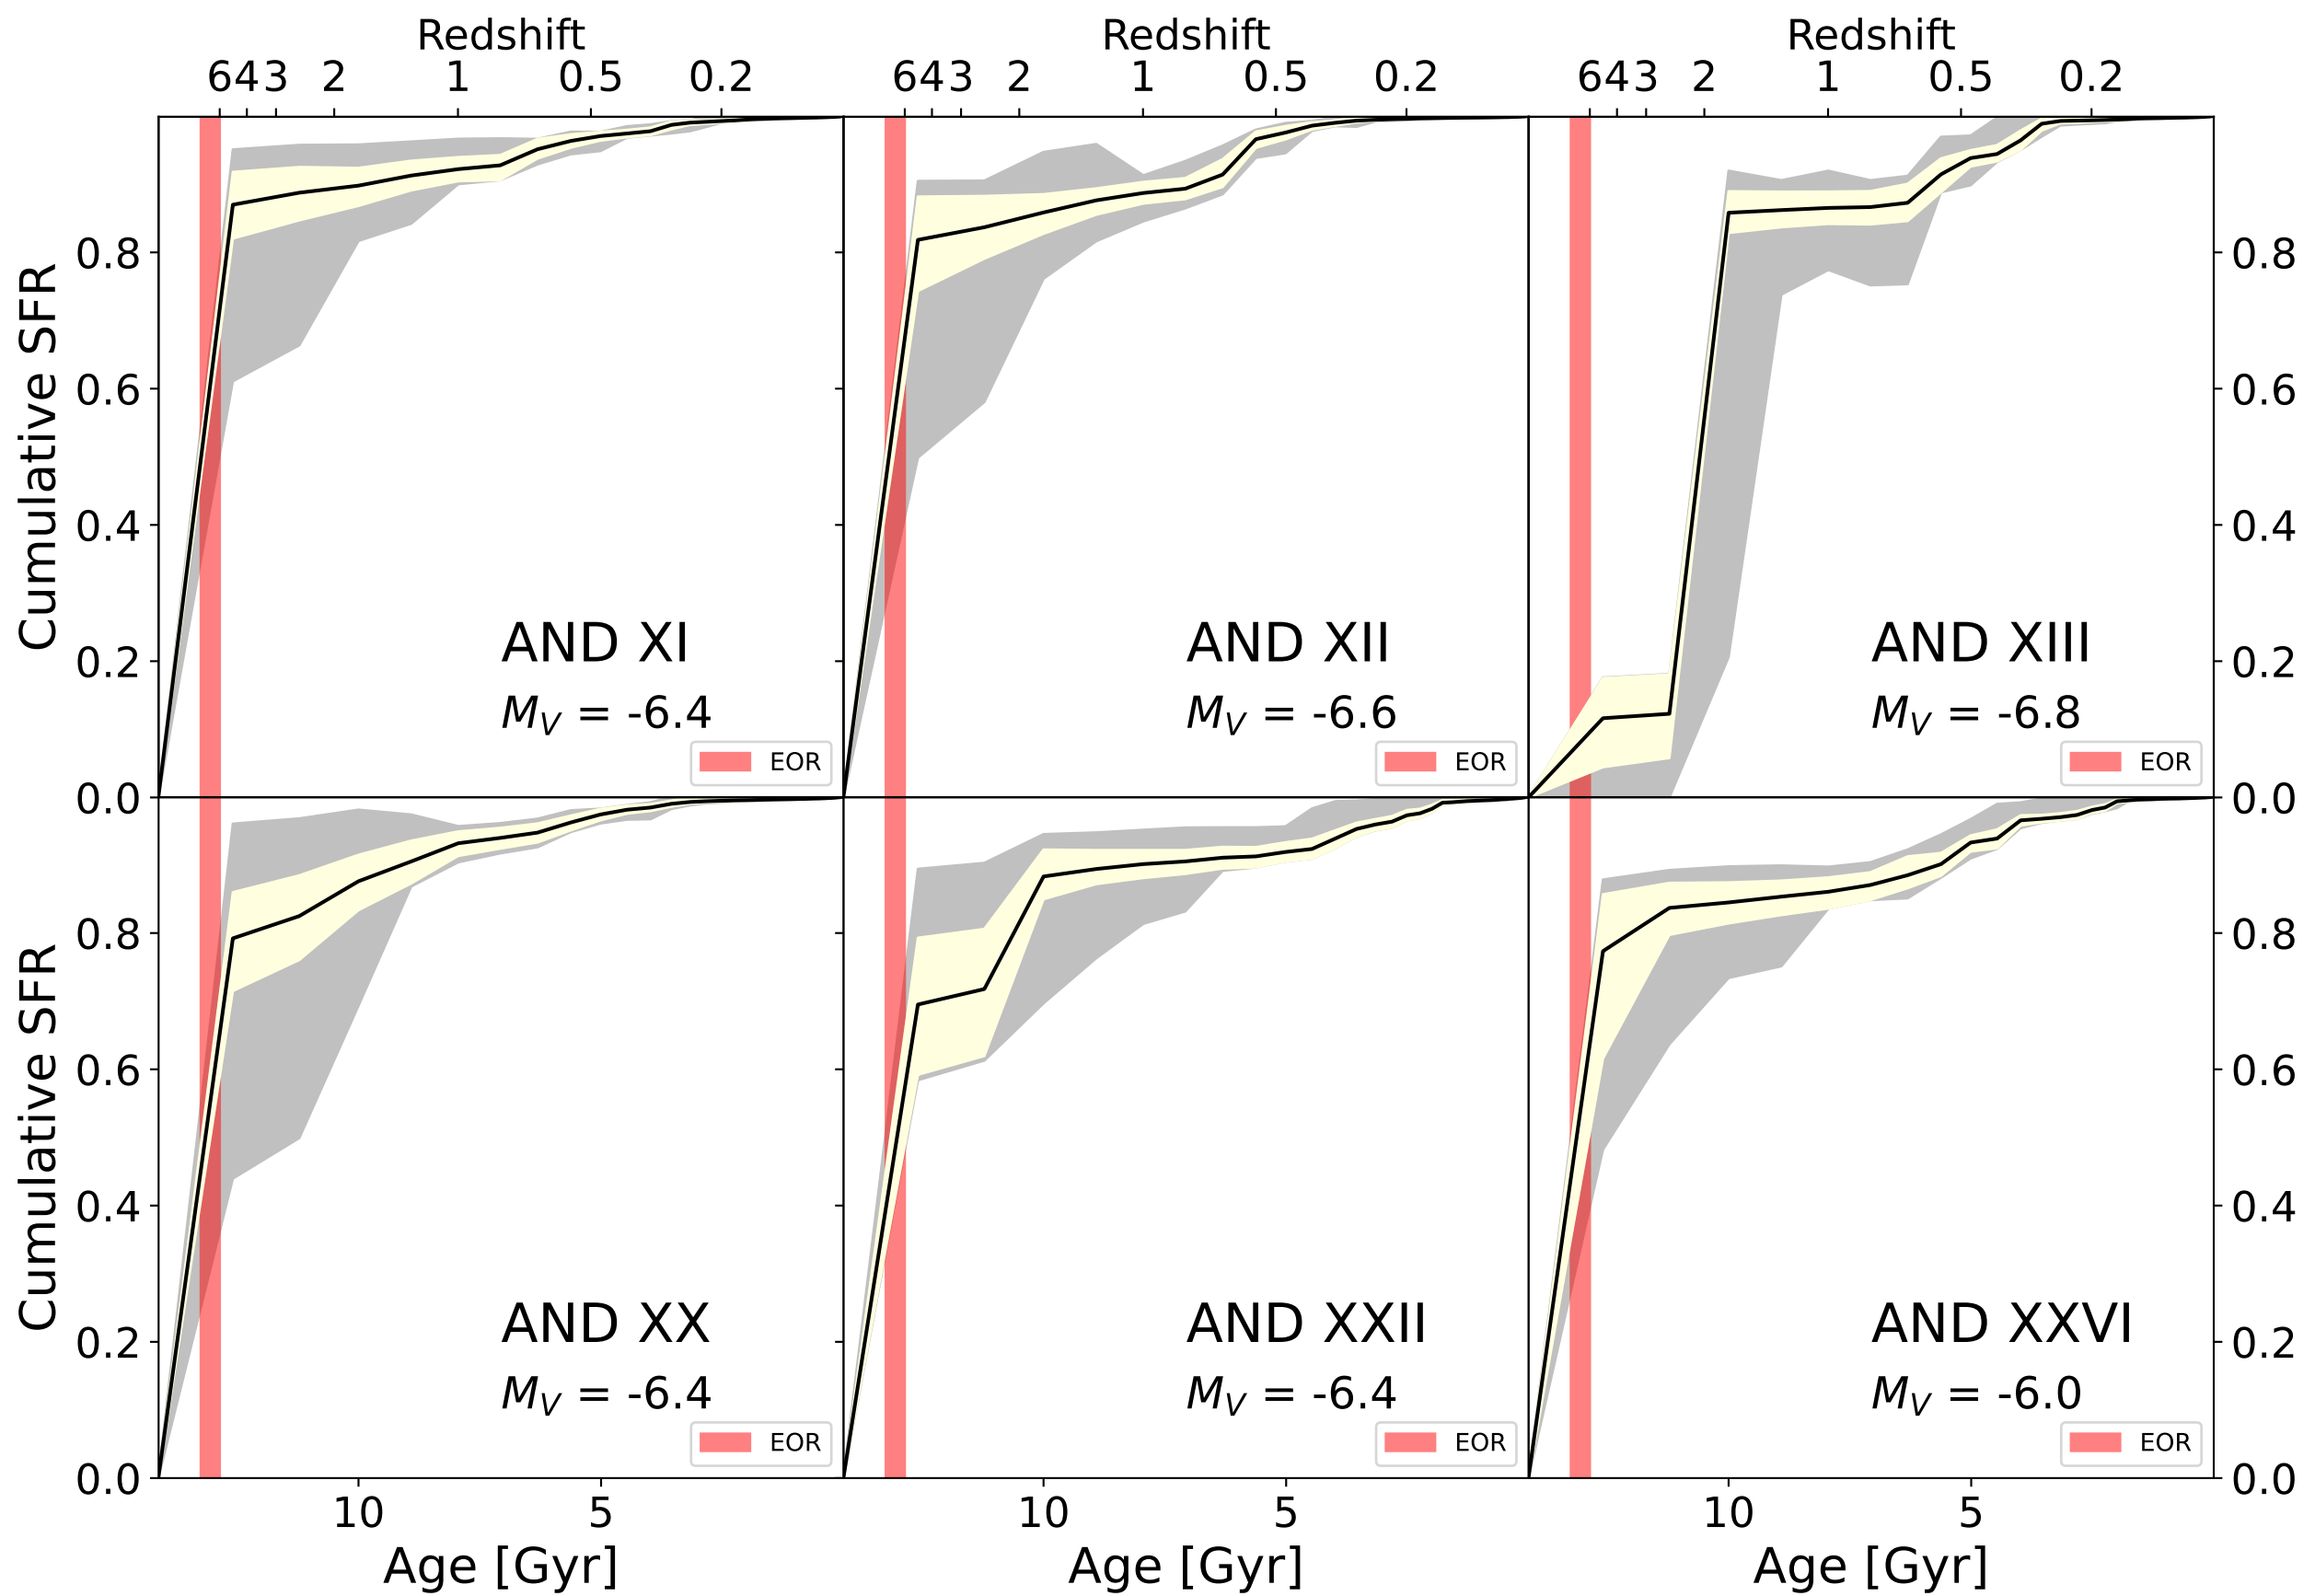 Redshift Redshift Redshift
6 4 3 2 1 0.5 0.2 6 4 3 2 1 0.5 0.2 6 4 3 2 1 0.5 0.2
Cumulative SFR
0.8 0.8
0.6 0.6
0.4 0.4
0.2 0.2
0.0 0.0
AND XI
M_V = -6.4
EOR
AND XII
M_V = -6.6
EOR
AND XIII
M_V = -6.8
EOR
Cumulative SFR
0.8 0.8
0.6 0.6
0.4 0.4
0.2 0.2
0.0 0.0
AND XX
M_V = -6.4
EOR
AND XXII
M_V = -6.4
EOR
AND XXVI
M_V = -6.0
EOR
10 5 10 5 10 5
Age [Gyr] Age [Gyr] Age [Gyr]